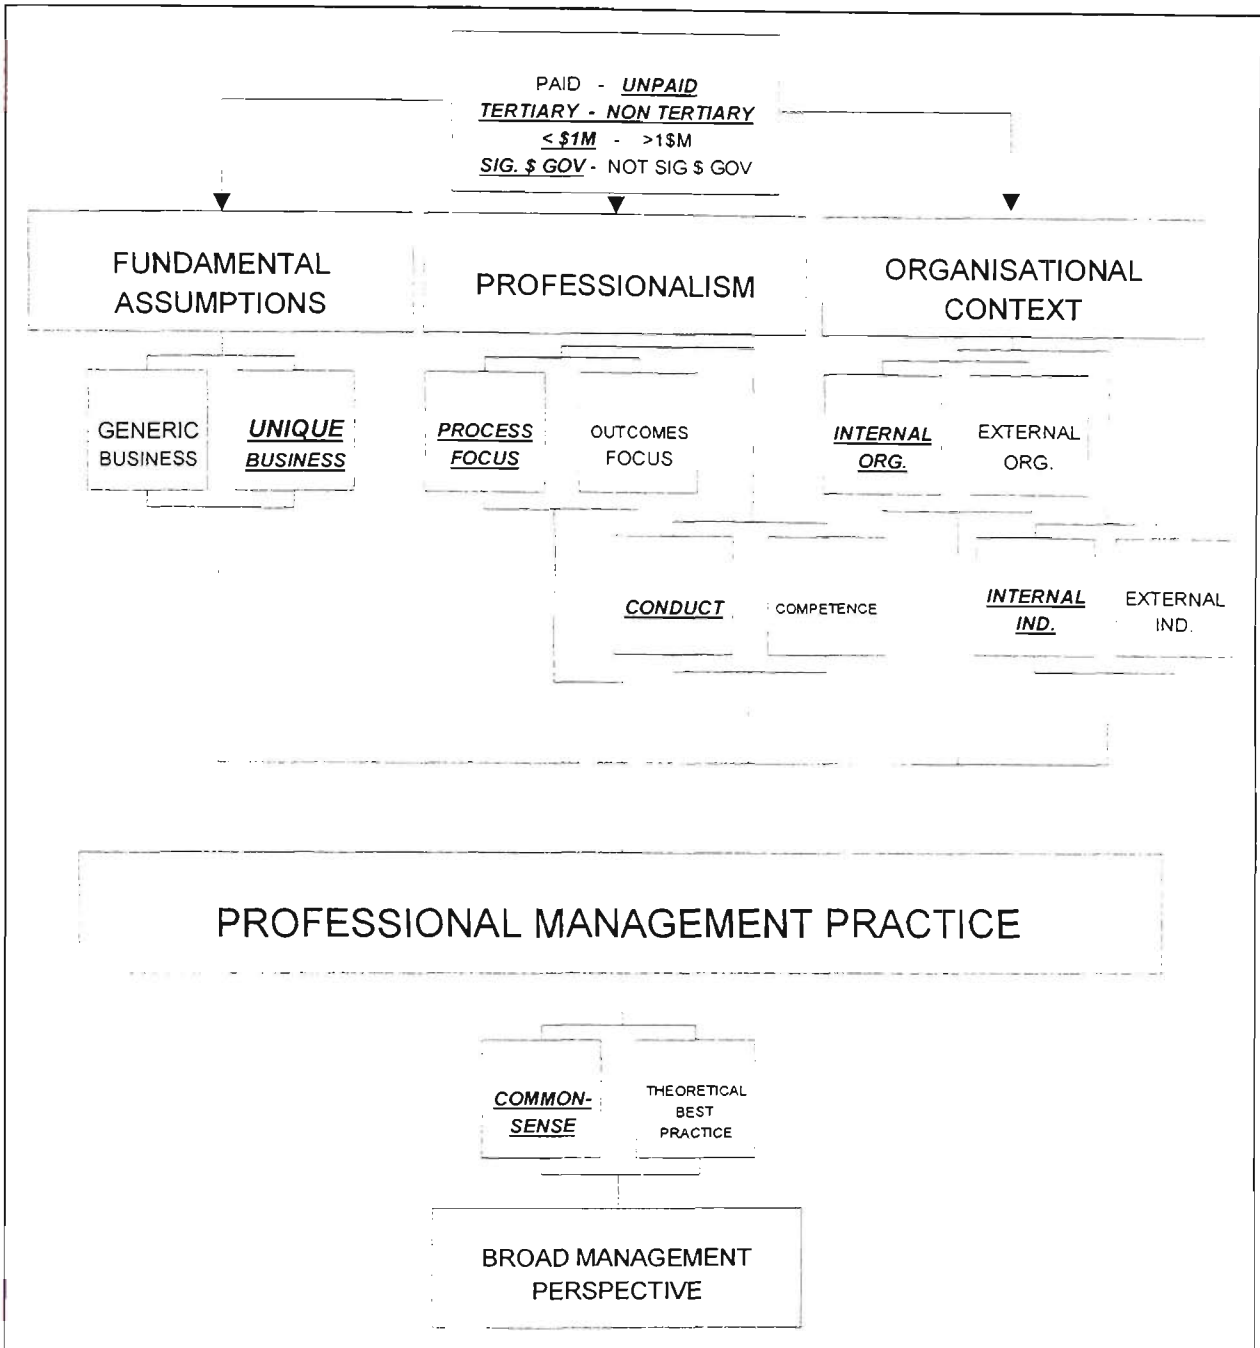 PAID - UNPAID
TERTIARY - NON TERTIARY
< $1M - >1$M
SIG. $ GOV - NOT SIG $ GOV
FUNDAMENTAL
ASSUMPTIONS
PROFESSIONALISM
ORGANISATIONAL
CONTEXT
GENERIC
BUSINESS
UNIQUE
BUSINESS
PROCESS
FOCUS
OUTCOMES
FOCUS
INTERNAL
ORG.
EXTERNAL
ORG.
CONDUCT
COMPETENCE
INTERNAL
IND.
EXTERNAL
IND.
PROFESSIONAL MANAGEMENT PRACTICE
COMMON-
SENSE
THEORETICAL
BEST
PRACTICE
BROAD MANAGEMENT
PERSPECTIVE